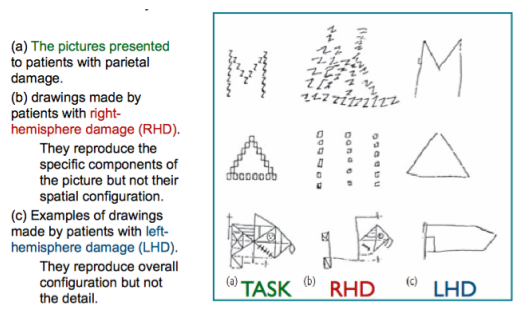 (a) The pictures presented
to patients with parietal
damage.
(b) drawings made by
patients with right-
hemisphere damage (RHD).
They reproduce the
specific components of
the picture but not their
spatial configuration.
(c) Examples of drawings
made by patients with left-
hemisphere damage (LHD).
They reproduce overall
configuration but not
the detail.
(a) TASK (b) RHD (c) LHD